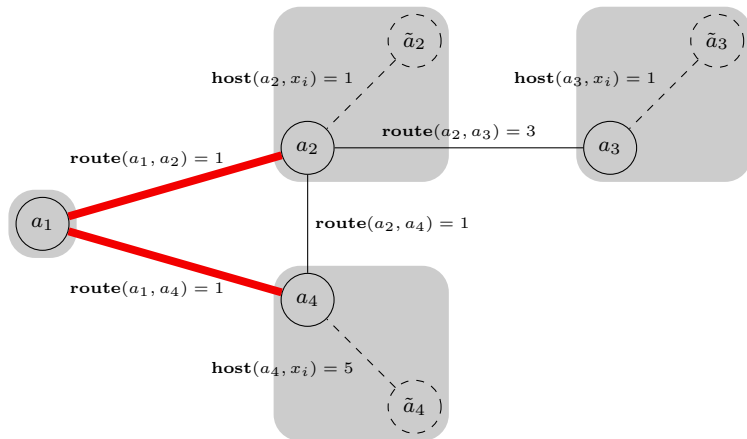 ã₂
ã₃
host(a₂, xᵢ) = 1
host(a₃, xᵢ) = 1
route(a₂, a₃) = 3
a₂
a₃
route(a₁, a₂) = 1
a₁
route(a₂, a₄) = 1
route(a₁, a₄) = 1
a₄
host(a₄, xᵢ) = 5
ã₄